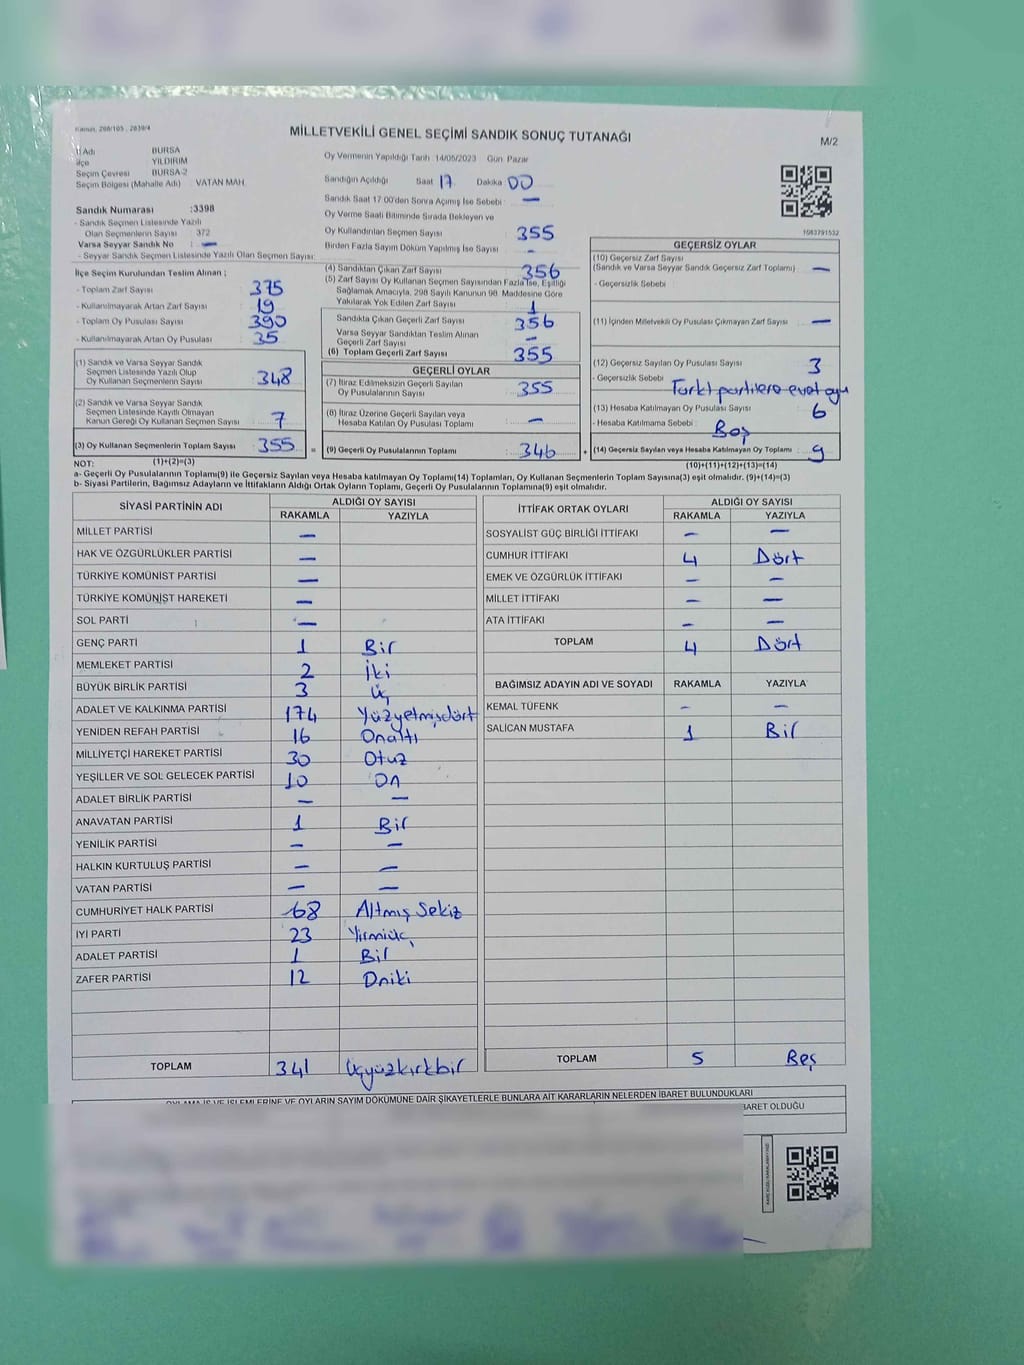 Kanun, 298/105 , 2839/4
MİLLETVEKİLİ GENEL SEÇİMİ SANDIK SONUÇ TUTANAĞI
M/2
İl Adı BURSA
İlçe YILDIRIM
Seçim Çevresi BURSA-2
Seçim Bölgesi (Mahalle Adı) : VATAN MAH.
Oy Vermenin Yapıldığı Tarih :14/05/2023 Gün Pazar
Sandığın Açıldığı Saat 17 Dakika 00
Sandık Saat 17:00'den Sonra Açılmış İse Sebebi : —
Oy Verme Saati Bitiminde Sırada Bekleyen ve
Oy Kullandırılan Seçmen Sayısı 355
Birden Fazla Sayım Döküm Yapılmış İse Sayısı -
Sandık Numarası :3398
- Sandık Seçmen Listesinde Yazılı
Olan Seçmenlerin Sayısı : 372
Varsa Seyyar Sandık No : —
- Seyyar Sandık Seçmen Listesinde Yazılı Olan Seçmen Sayısı:
1083791532
İlçe Seçim Kurulundan Teslim Alınan ;
- Toplam Zarf Sayısı : 375
- Kullanılmayarak Artan Zarf Sayısı : 19
- Toplam Oy Pusulası Sayısı : 390
- Kullanılmayarak Artan Oy Pusulası : 35
(1) Sandık ve Varsa Seyyar Sandık
Seçmen Listesinde Yazılı Olup
Oy Kullanan Seçmenlerin Sayısı : 348
(2) Sandık ve Varsa Seyyar Sandık
Seçmen Listesinde Kayıtlı Olmayan
Kanun Gereği Oy Kullanan Seçmen Sayısı : 7
(3) Oy Kullanan Seçmenlerin Toplam Sayısı : 355 =
(1)+(2)=(3)
(4) Sandıktan Çıkan Zarf Sayısı 356
(5) Zarf Sayısı Oy Kullanan Seçmen Sayısından Fazla İse, Eşitliği
Sağlamak Amacıyla, 298 Sayılı Kanunun 98. Maddesine Göre
Yakılarak Yok Edilen Zarf Sayısı : 1
Sandıkta Çıkan Geçerli Zarf Sayısı 356
Varsa Seyyar Sandıktan Teslim Alınan
Geçerli Zarf Sayısı —
(6) Toplam Geçerli Zarf Sayısı 355
GEÇERLİ OYLAR
(7) İtiraz Edilmeksizin Geçerli Sayılan
Oy Pusulalarının Sayısı : 355
(8) İtiraz Üzerine Geçerli Sayılan veya
Hesaba Katılan Oy Pusulası Toplamı : —
(9) Geçerli Oy Pusulalarının Toplamı : 346 +
GEÇERSİZ OYLAR
(10) Geçersiz Zarf Sayısı
(Sandık ve Varsa Seyyar Sandık Geçersiz Zarf Toplamı) : —
- Geçersizlik Sebebi :
(11) İçinden Milletvekili Oy Pusulası Çıkmayan Zarf Sayısı : —
(12) Geçersiz Sayılan Oy Pusulası Sayısı : 3
- Geçersizlik Sebebi : partilere evet oyu
(13) Hesaba Katılmayan Oy Pusulası Sayısı : 6
- Hesaba Katılmama Sebebi : Boş
(14) Geçersiz Sayılan veya Hesaba Katılmayan Oy Toplamı : 9
(10)+(11)+(12)+(13)=(14)
NOT:
a- Geçerli Oy Pusulaları Toplamı(9) ile Geçersiz Sayılan veya Hesaba katılmayan Oy Toplamı(14) Toplamları, Oy Kullanan Seçmenlerin Toplam Sayısına(3) eşit olmalıdır. (9)+(14)=(3)
b- Siyasi Partilerin, Bağımsız Adayların ve İttifakların Aldığı Ortak Oyların Toplamı, Geçerli Oy Pusulalarının Toplamına(9) eşit olmalıdır.
SİYASİ PARTİNİN ADI ALDIĞI OY SAYISI
RAKAMLA YAZIYLA
MİLLET PARTİSİ —
HAK VE ÖZGÜRLÜKLER PARTİSİ —
TÜRKİYE KOMÜNİST PARTİSİ —
TÜRKİYE KOMÜNİST HAREKETİ —
SOL PARTİ —
GENÇ PARTİ 1 Bir
MEMLEKET PARTİSİ 2 İki
BÜYÜK BİRLİK PARTİSİ 3 Üç
ADALET VE KALKINMA PARTİSİ 174 Yüzyetmişdört
YENİDEN REFAH PARTİSİ 16 Onaltı
MİLLİYETÇİ HAREKET PARTİSİ 30 Otuz
YEŞİLLER VE SOL GELECEK PARTİSİ 10 On
ADALET BİRLİK PARTİSİ — —
ANAVATAN PARTİSİ 1 Bir
YENİLİK PARTİSİ — —
HALKIN KURTULUŞ PARTİSİ — —
VATAN PARTİSİ — —
CUMHURİYET HALK PARTİSİ 68 Altmış Sekiz
İYİ PARTİ 23 Yirmiüç
ADALET PARTİSİ 1 Bir
ZAFER PARTİSİ 12 Oniki
TOPLAM 341 Üçyüzkırkbir
İTTİFAK ORTAK OYLARI ALDIĞI OY SAYISI
RAKAMLA YAZIYLA
SOSYALİST GÜÇ BİRLİĞİ İTTİFAKI — —
CUMHUR İTTİFAKI 4 Dört
EMEK VE ÖZGÜRLÜK İTTİFAKI — —
MİLLET İTTİFAKI — —
ATA İTTİFAKI — —
TOPLAM 4 Dört
BAĞIMSIZ ADAYIN ADI VE SOYADI RAKAMLA YAZIYLA
KEMAL TÜFENK - —
SALİCAN MUSTAFA 1 Bir
TOPLAM 5 Beş
OYLAMA İŞ VE İŞLEMLERİNE VE OYLARIN SAYIM DÖKÜMÜNE DAİR ŞİKAYETLERLE BUNLARA AİT KARARLARIN NELERDEN İBARET BULUNDUKLARI
İBARET OLDUĞU